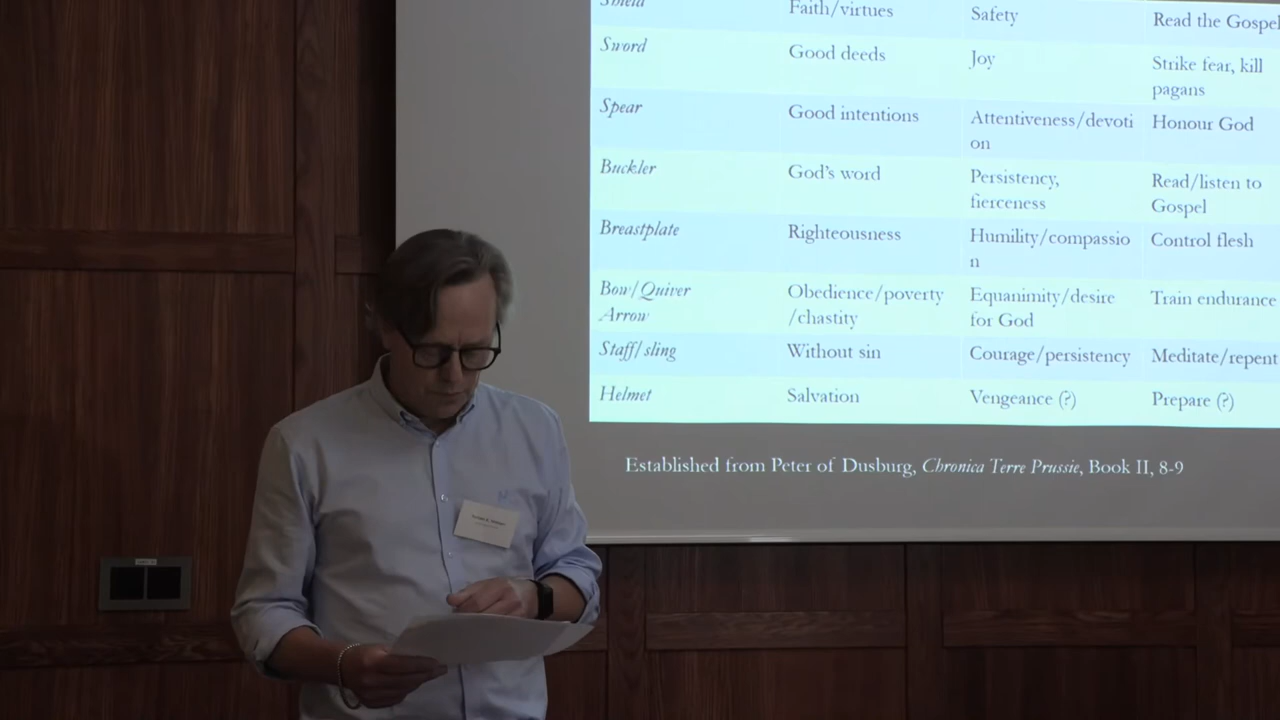 Shield Faith/virtues Safety Read the Gospel
Sword Good deeds Joy Strike fear, kill
pagans
Spear Good intentions Attentiveness/devoti Honour God
on
Buckler God's word Persistency, Read/listen to
fierceness Gospel
Breastplate Righteousness Humility/compassio Control flesh
n
Bow/Quiver Obedience/poverty Equanimity/desire Train endurance
Arrow /chastity for God
Staff/sling Without sin Courage/persistency Meditate/repent
Helmet Salvation Vengeance (?) Prepare (?)
Established from Peter of Dusburg, Chronica Terre Prussie, Book II, 8-9